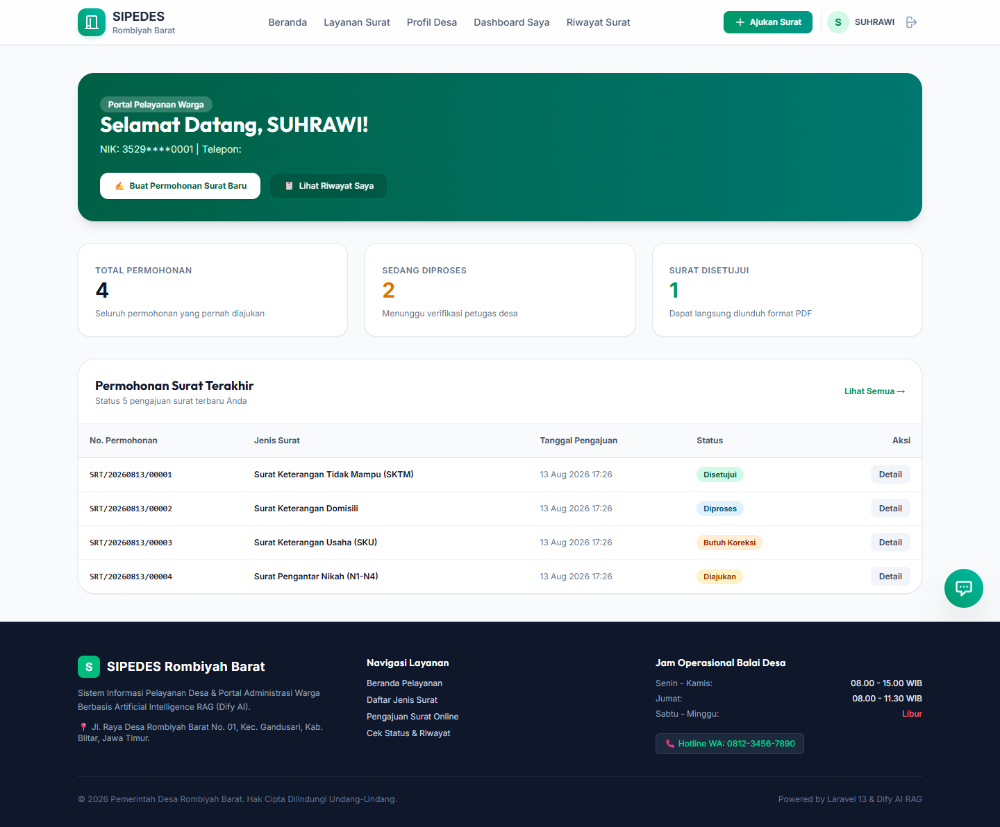 SIPEDES
Rombiyah Barat
Beranda
Layanan Surat
Profil Desa
Dashboard Saya
Riwayat Surat
Ajukan Surat
S
SUHRAWI
Portal Pelayanan Warga
Selamat Datang, SUHRAWI!
NIK: 3529****0001 | Telepon:
Buat Permohonan Surat Baru
Lihat Riwayat Saya
TOTAL PERMOHONAN
4
Seluruh permohonan yang pernah diajukan
SEDANG DIPROSES
2
Menunggu verifikasi petugas desa
SURAT DISETUJUI
1
Dapat langsung diunduh format PDF
Permohonan Surat Terakhir
Status 5 pengajuan surat terbaru Anda
Lihat Semua →
No. Permohonan Jenis Surat Tanggal Pengajuan Status Aksi
SRT/20260813/00001 Surat Keterangan Tidak Mampu (SKTM) 13 Aug 2026 17:26 Disetujui Detail
SRT/20260813/00002 Surat Keterangan Domisili 13 Aug 2026 17:26 Diproses Detail
SRT/20260813/00003 Surat Keterangan Usaha (SKU) 13 Aug 2026 17:26 Butuh Koreksi Detail
SRT/20260813/00004 Surat Pengantar Nikah (N1-N4) 13 Aug 2026 17:26 Diajukan Detail
S
SIPEDES Rombiyah Barat
Sistem Informasi Pelayanan Desa & Portal Administrasi Warga
Berbasis Artificial Intelligence RAG (Dify AI).
Jl. Raya Desa Rombiyah Barat No. 01, Kec. Gandusari, Kab.
Blitar, Jawa Timur.
Navigasi Layanan
Beranda Pelayanan
Daftar Jenis Surat
Pengajuan Surat Online
Cek Status & Riwayat
Jam Operasional Balai Desa
Senin - Kamis: 08.00 - 15.00 WIB
Jumat: 08.00 - 11.30 WIB
Sabtu - Minggu: Libur
Hotline WA: 0812-3456-7890
© 2026 Pemerintah Desa Rombiyah Barat. Hak Cipta Dilindungi Undang-Undang.
Powered by Laravel 13 & Dify AI RAG